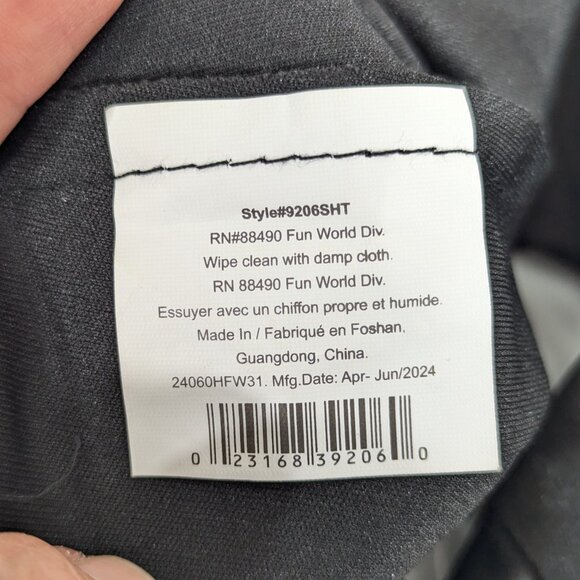 Style#9206SHT
RN#88490 Fun World Div.
Wipe clean with damp cloth.
RN 88490 Fun World Div.
Essuyer avec un chiffon propre et humide.
Made In / Fabriqué en Foshan.
Guangdong, China.
24060HFW31. Mfg.Date: Apr- Jun/2024
0 23168 39206 0